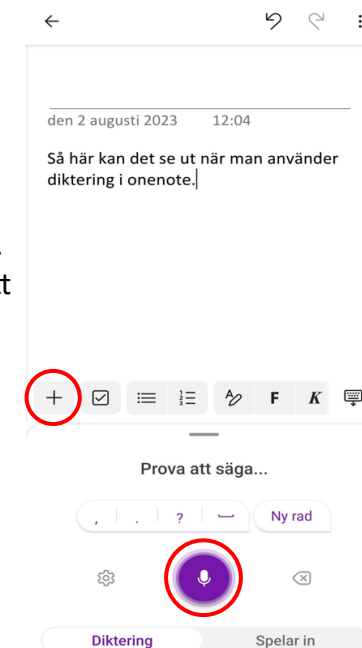 den 2 augusti 2023 12:04
Så här kan det se ut när man använder
diktering i onenote.
F K
Prova att säga...
, . ? Ny rad
Diktering Spelar in